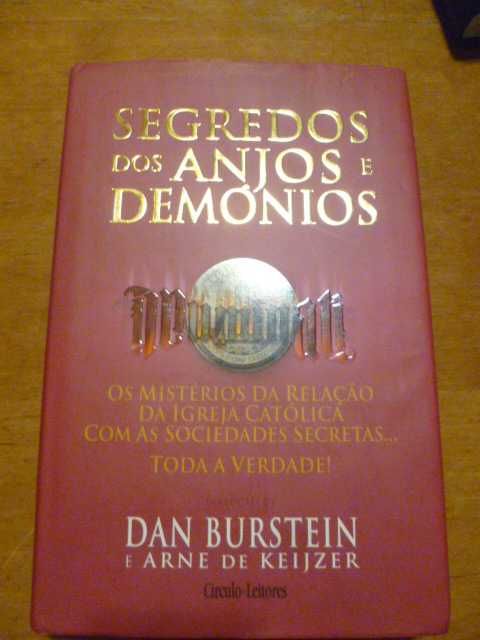 SEGREDOS
DOS ANJOS E
DEMÓNIOS
OS MISTÉRIOS DA RELAÇÃO
DA IGREJA CATÓLICA
COM AS SOCIEDADES SECRETAS...
TODA A VERDADE!
DAN BURSTEIN
E ARNE DE KEIJZER
Círculo-Leitores